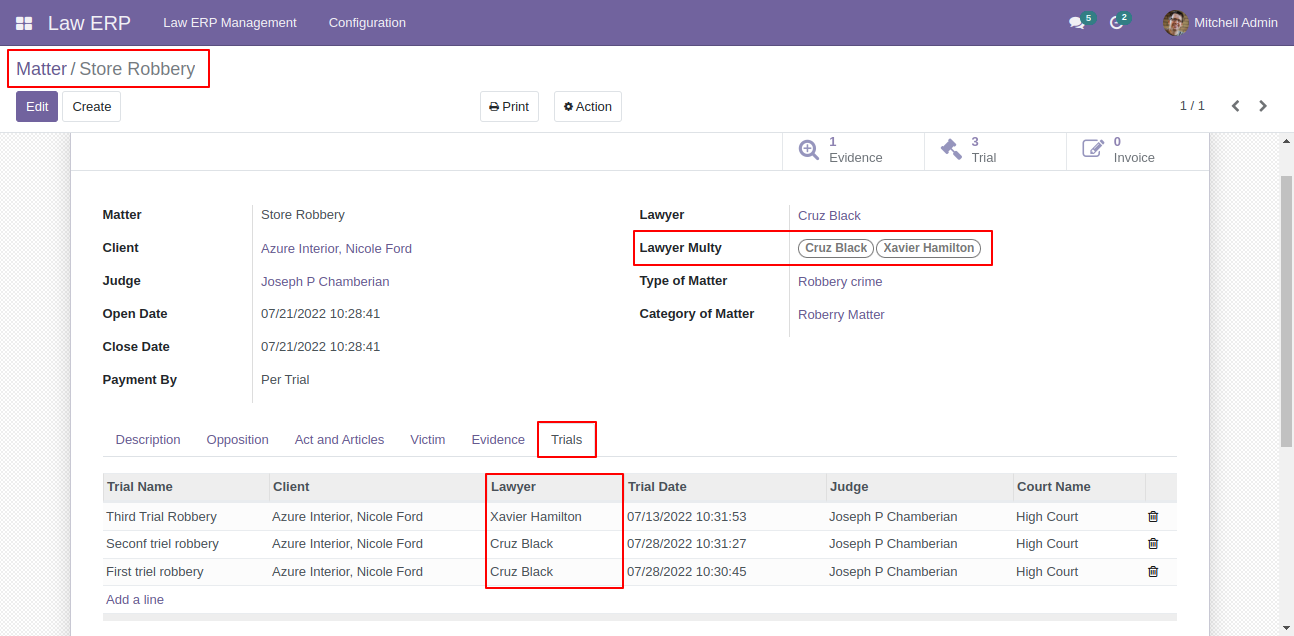 Law ERP Law ERP Management Configuration 5 2 Mitchell Admin
Matter / Store Robbery
Edit Create Print Action 1 / 1
1 3 0
Evidence Trial Invoice
Matter Store Robbery Lawyer Cruz Black
Client Azure Interior, Nicole Ford Lawyer Multy Cruz Black Xavier Hamilton
Judge Joseph P Chamberian Type of Matter Robbery crime
Open Date 07/21/2022 10:28:41 Category of Matter Roberry Matter
Close Date 07/21/2022 10:28:41
Payment By Per Trial
Description Opposition Act and Articles Victim Evidence Trials
Trial Name Client Lawyer Trial Date Judge Court Name
Third Trial Robbery Azure Interior, Nicole Ford Xavier Hamilton 07/13/2022 10:31:53 Joseph P Chamberian High Court
Seconf triel robbery Azure Interior, Nicole Ford Cruz Black 07/28/2022 10:31:27 Joseph P Chamberian High Court
First triel robbery Azure Interior, Nicole Ford Cruz Black 07/28/2022 10:30:45 Joseph P Chamberian High Court
Add a line